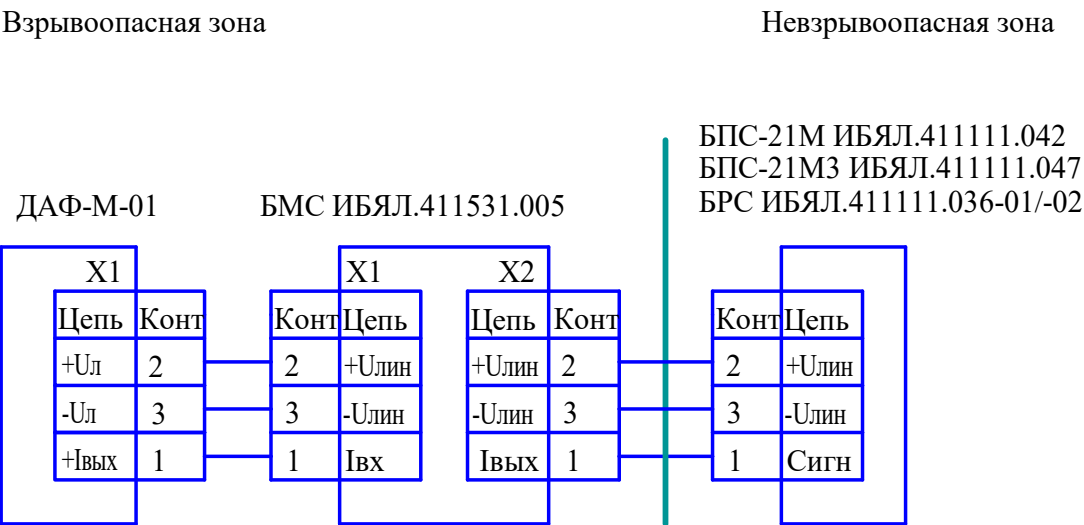 Взрывоопасная зона
Невзрывоопасная зона
БПС-21М ИБЯЛ.411111.042
БПС-21М3 ИБЯЛ.411111.047
БРС ИБЯЛ.411111.036-01/-02
ДАФ-М-01
БМС ИБЯЛ.411531.005
X1
X1
X2
Цепь Конт
Конт Цепь
Цепь Конт
Конт Цепь
+Uл 2
2 +Uлин
+Uлин 2
2 +Uлин
-Uл 3
3 -Uлин
-Uлин 3
3 -Uлин
+Iвых 1
1 Iвх
Iвых 1
1 Сигн